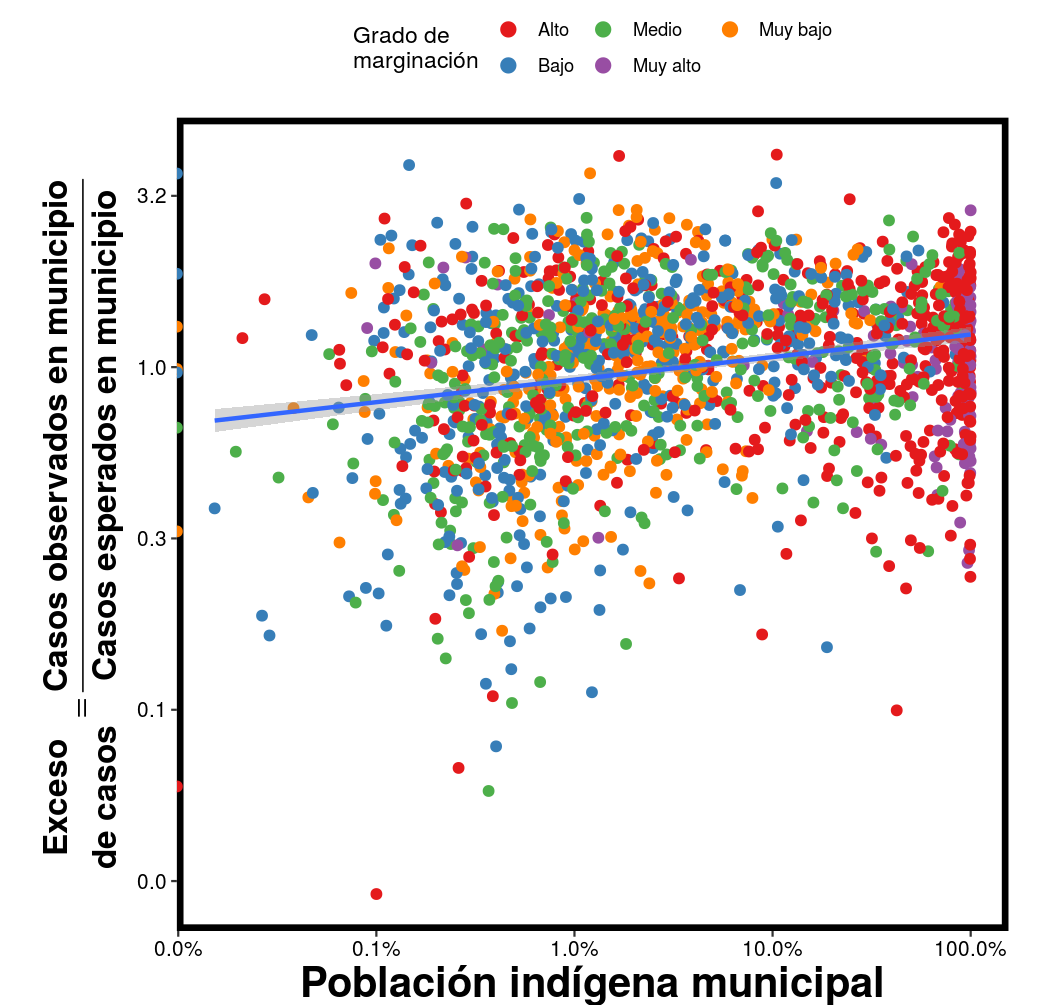 Grado de
marginación
Alto
Medio
Muy bajo
Bajo
Muy alto
Exceso
de casos
=
Casos observados en municipio
Casos esperados en municipio
3.2
1.0
0.3
0.1
0.0
0.0%
0.1%
1.0%
10.0%
100.0%
Población indígena municipal